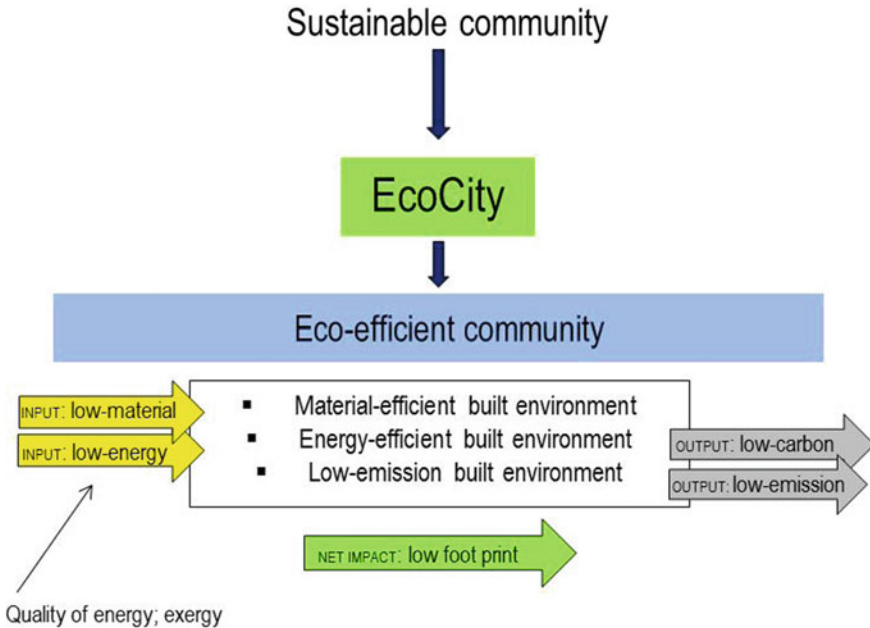 Sustainable community
EcoCity
Eco-efficient community
INPUT: low-material
INPUT: low-energy
▪ Material-efficient built environment
▪ Energy-efficient built environment
▪ Low-emission built environment
OUTPUT: low-carbon
OUTPUT: low-emission
NET IMPACT: low foot print
Quality of energy; exergy